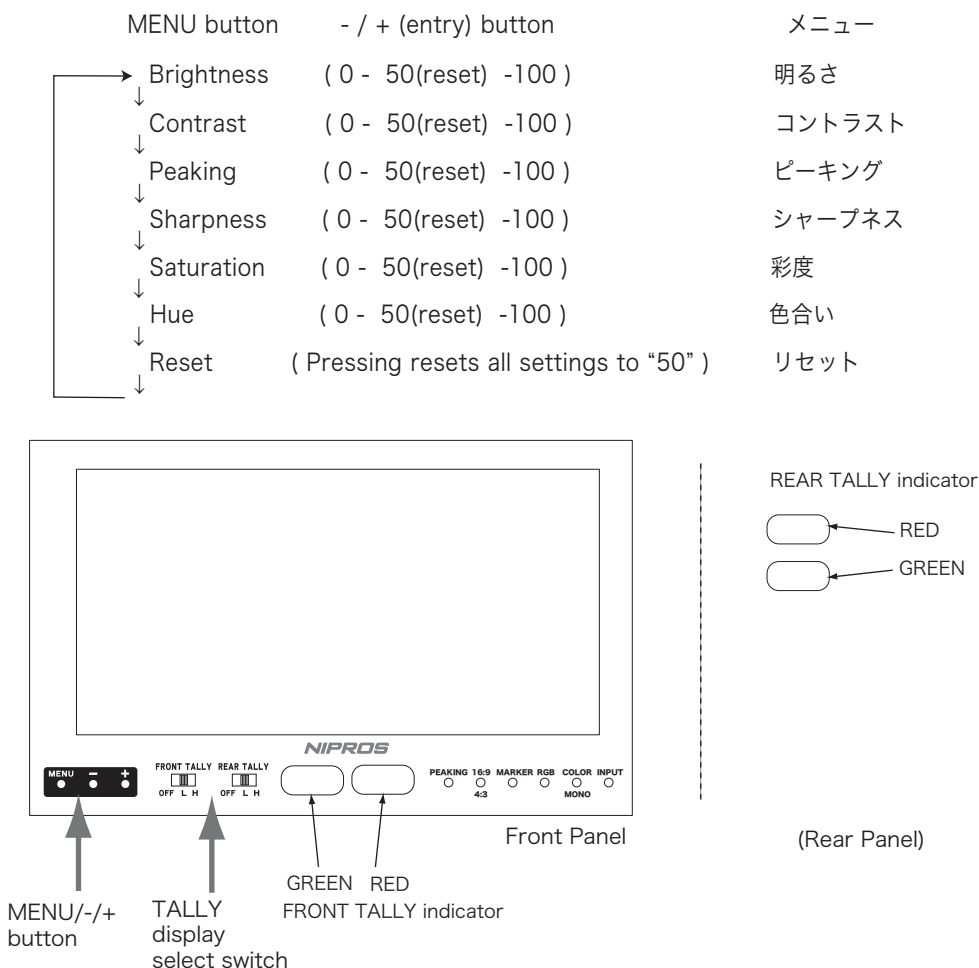 MENU button - / + (entry) button メニュー
Brightness ( 0 - 50(reset) -100 ) 明るさ
↓
Contrast ( 0 - 50(reset) -100 ) コントラスト
↓
Peaking ( 0 - 50(reset) -100 ) ピーキング
↓
Sharpness ( 0 - 50(reset) -100 ) シャープネス
↓
Saturation ( 0 - 50(reset) -100 ) 彩度
↓
Hue ( 0 - 50(reset) -100 ) 色合い
↓
Reset ( Pressing resets all settings to “50” ) リセット
↓
REAR TALLY indicator
RED
GREEN
NIPROS
MENU - +
FRONT TALLY REAR TALLY
OFF L H OFF L H
PEAKING 16:9 MARKER RGB COLOR INPUT
4:3 MONO
Front Panel
(Rear Panel)
GREEN RED
FRONT TALLY indicator
MENU/-/+
button
TALLY
display
select switch